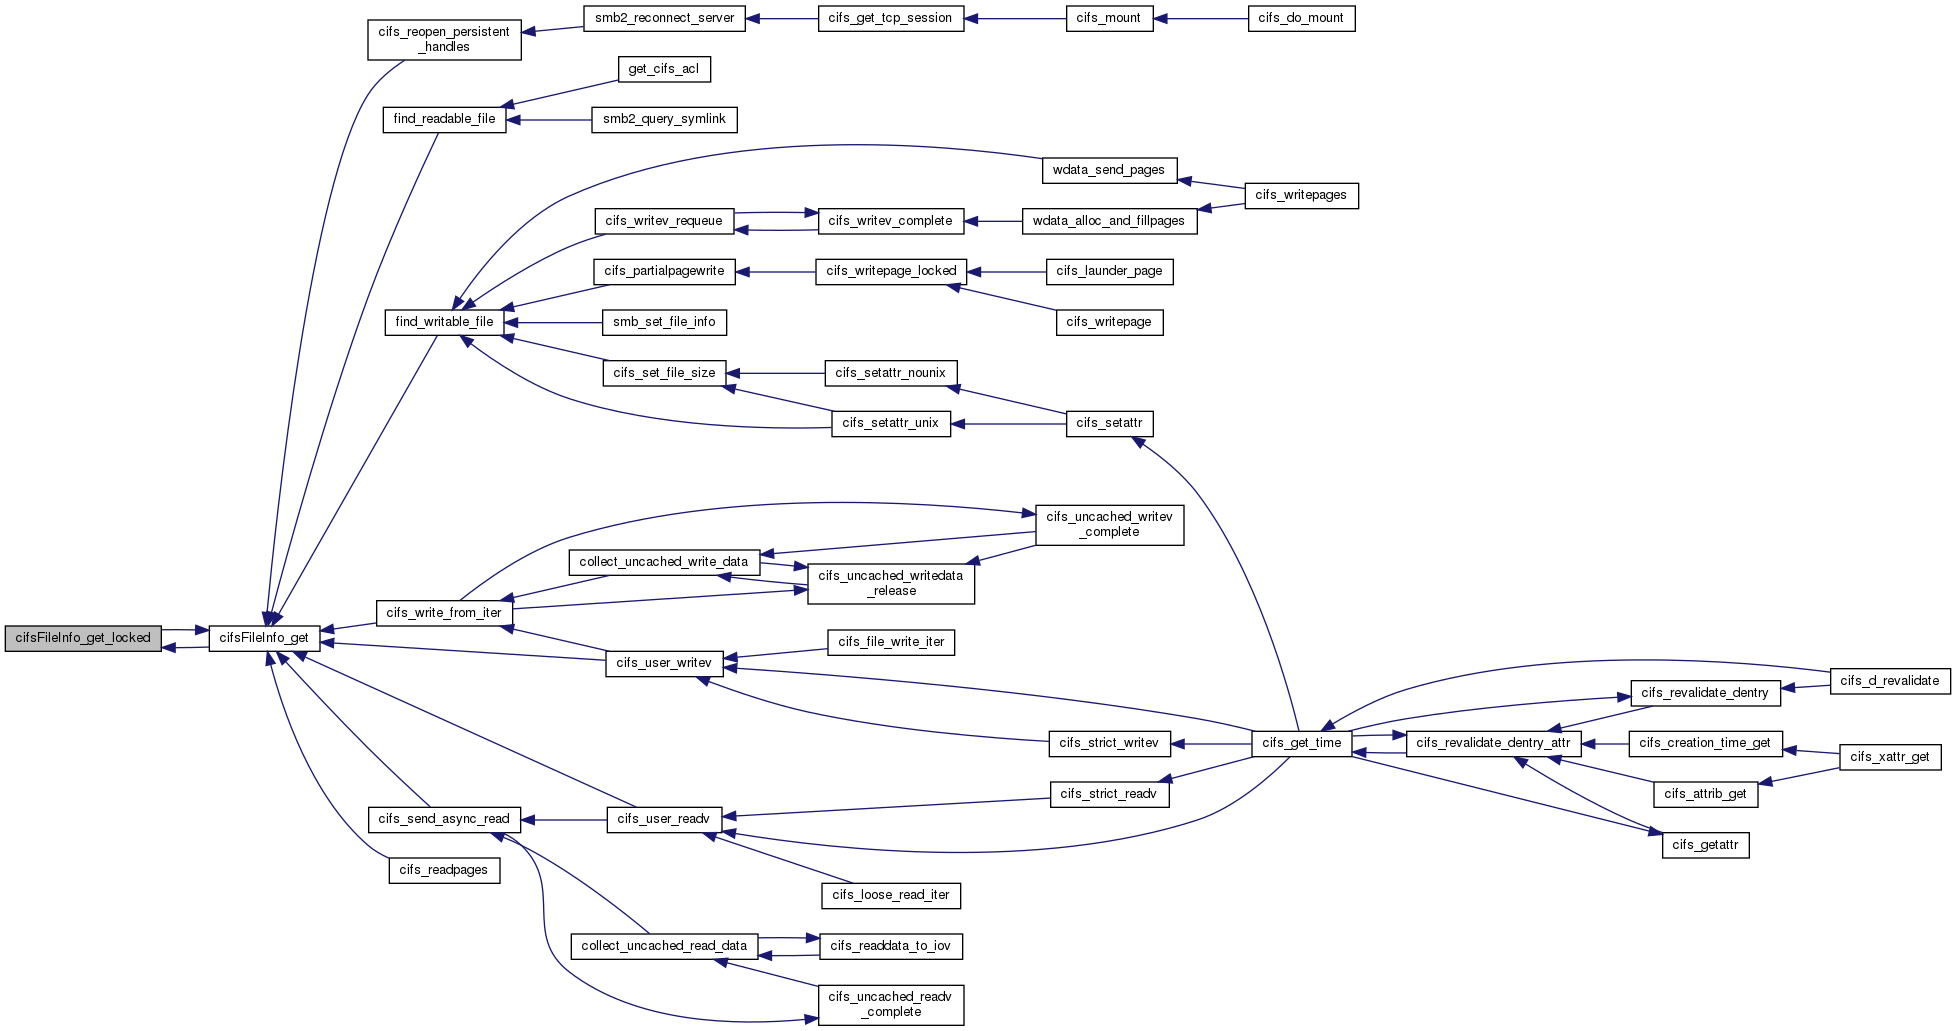 cifs_reopen_persistent
_handles
smb2_reconnect_server
cifs_get_tcp_session
cifs_mount
cifs_do_mount
get_cifs_acl
find_readable_file
smb2_query_symlink
wdata_send_pages
cifs_writepages
cifs_writev_requeue
cifs_writev_complete
wdata_alloc_and_fillpages
cifs_partialpagewrite
cifs_writepage_locked
cifs_launder_page
find_writable_file
smb_set_file_info
cifs_writepage
cifs_set_file_size
cifs_setattr_nounix
cifs_setattr_unix
cifs_setattr
cifs_uncached_writev
_complete
collect_uncached_write_data
cifs_uncached_writedata
_release
cifs_write_from_iter
cifsFileInfo_get_locked
cifsFileInfo_get
cifs_file_write_iter
cifs_user_writev
cifs_d_revalidate
cifs_revalidate_dentry
cifs_strict_writev
cifs_get_time
cifs_revalidate_dentry_attr
cifs_creation_time_get
cifs_xattr_get
cifs_strict_readv
cifs_attrib_get
cifs_send_async_read
cifs_user_readv
cifs_getattr
cifs_readpages
cifs_loose_read_iter
collect_uncached_read_data
cifs_readdata_to_iov
cifs_uncached_readv
_complete